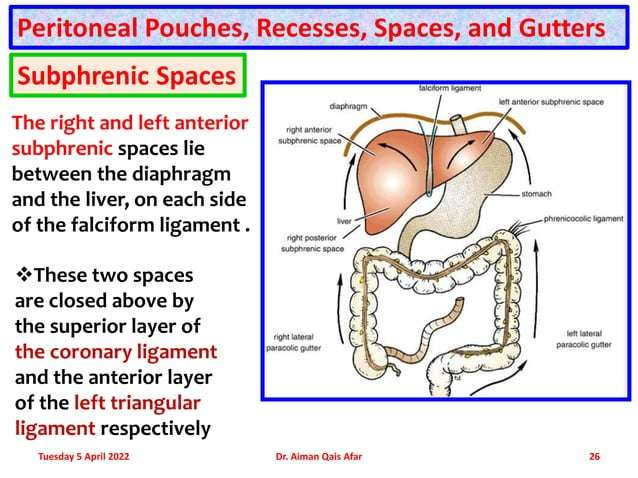 Peritoneal Pouches, Recesses, Spaces, and Gutters
Subphrenic Spaces
The right and left anterior
subphrenic spaces lie
between the diaphragm
and the liver, on each side
of the falciform ligament .
❖These two spaces
are closed above by
the superior layer of
the coronary ligament
and the anterior layer
of the left triangular
ligament respectively
falciform ligament
diaphragm
left anterior subphrenic space
right anterior
subphrenic space
stomach
liver
phrenicocolic ligament
right posterior
subphrenic space
right lateral
paracolic gutter
left lateral
paracolic gutter
Tuesday 5 April 2022
Dr. Aiman Qais Afar
26